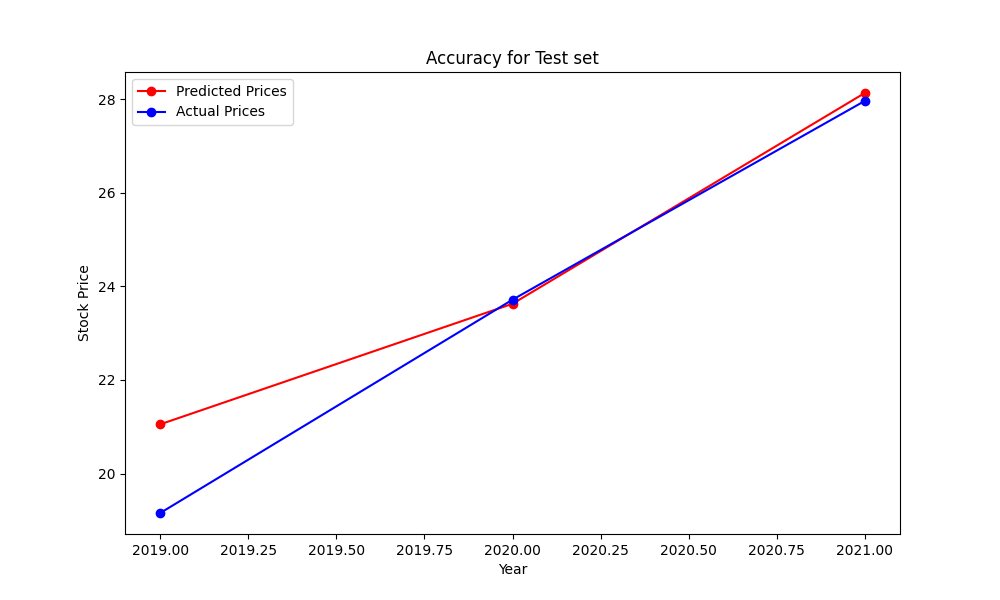 Accuracy for Test set
Predicted Prices
Actual Prices
28
26
24
22
20
Stock Price
2019.00 2019.25 2019.50 2019.75 2020.00 2020.25 2020.50 2020.75 2021.00
Year